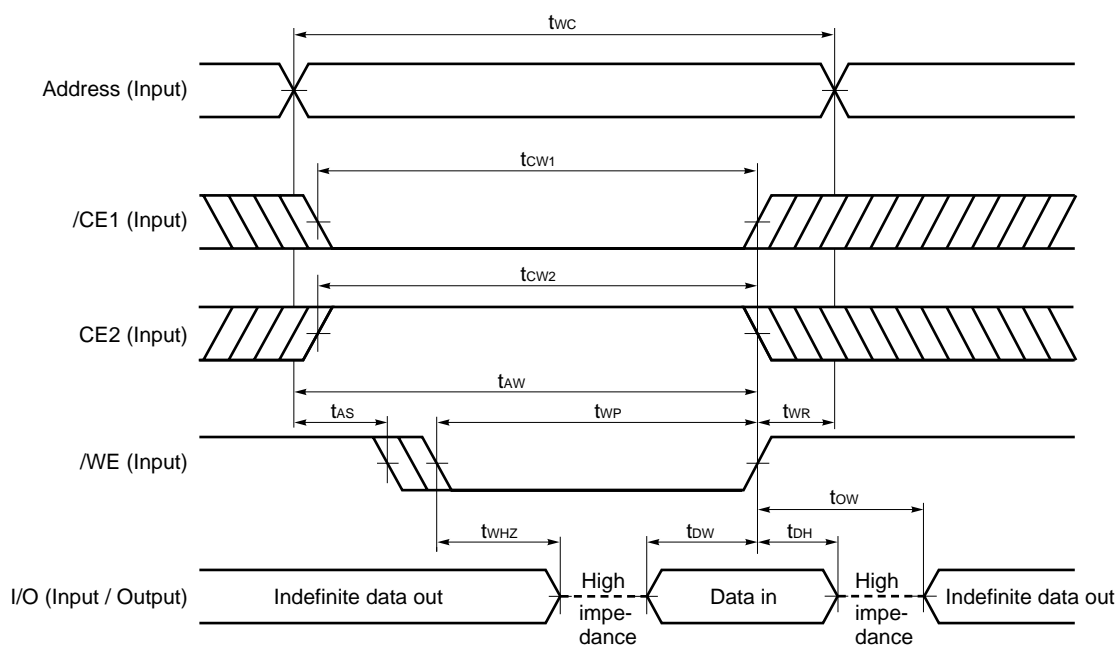 tWC
Address (Input)
tCW1
/CE1 (Input)
tCW2
CE2 (Input)
tAW
tAS
tWP
tWR
/WE (Input)
tOW
tWHZ
tDW
tDH
I/O (Input / Output)
Indefinite data out
High
impe-
dance
Data in
High
impe-
dance
Indefinite data out